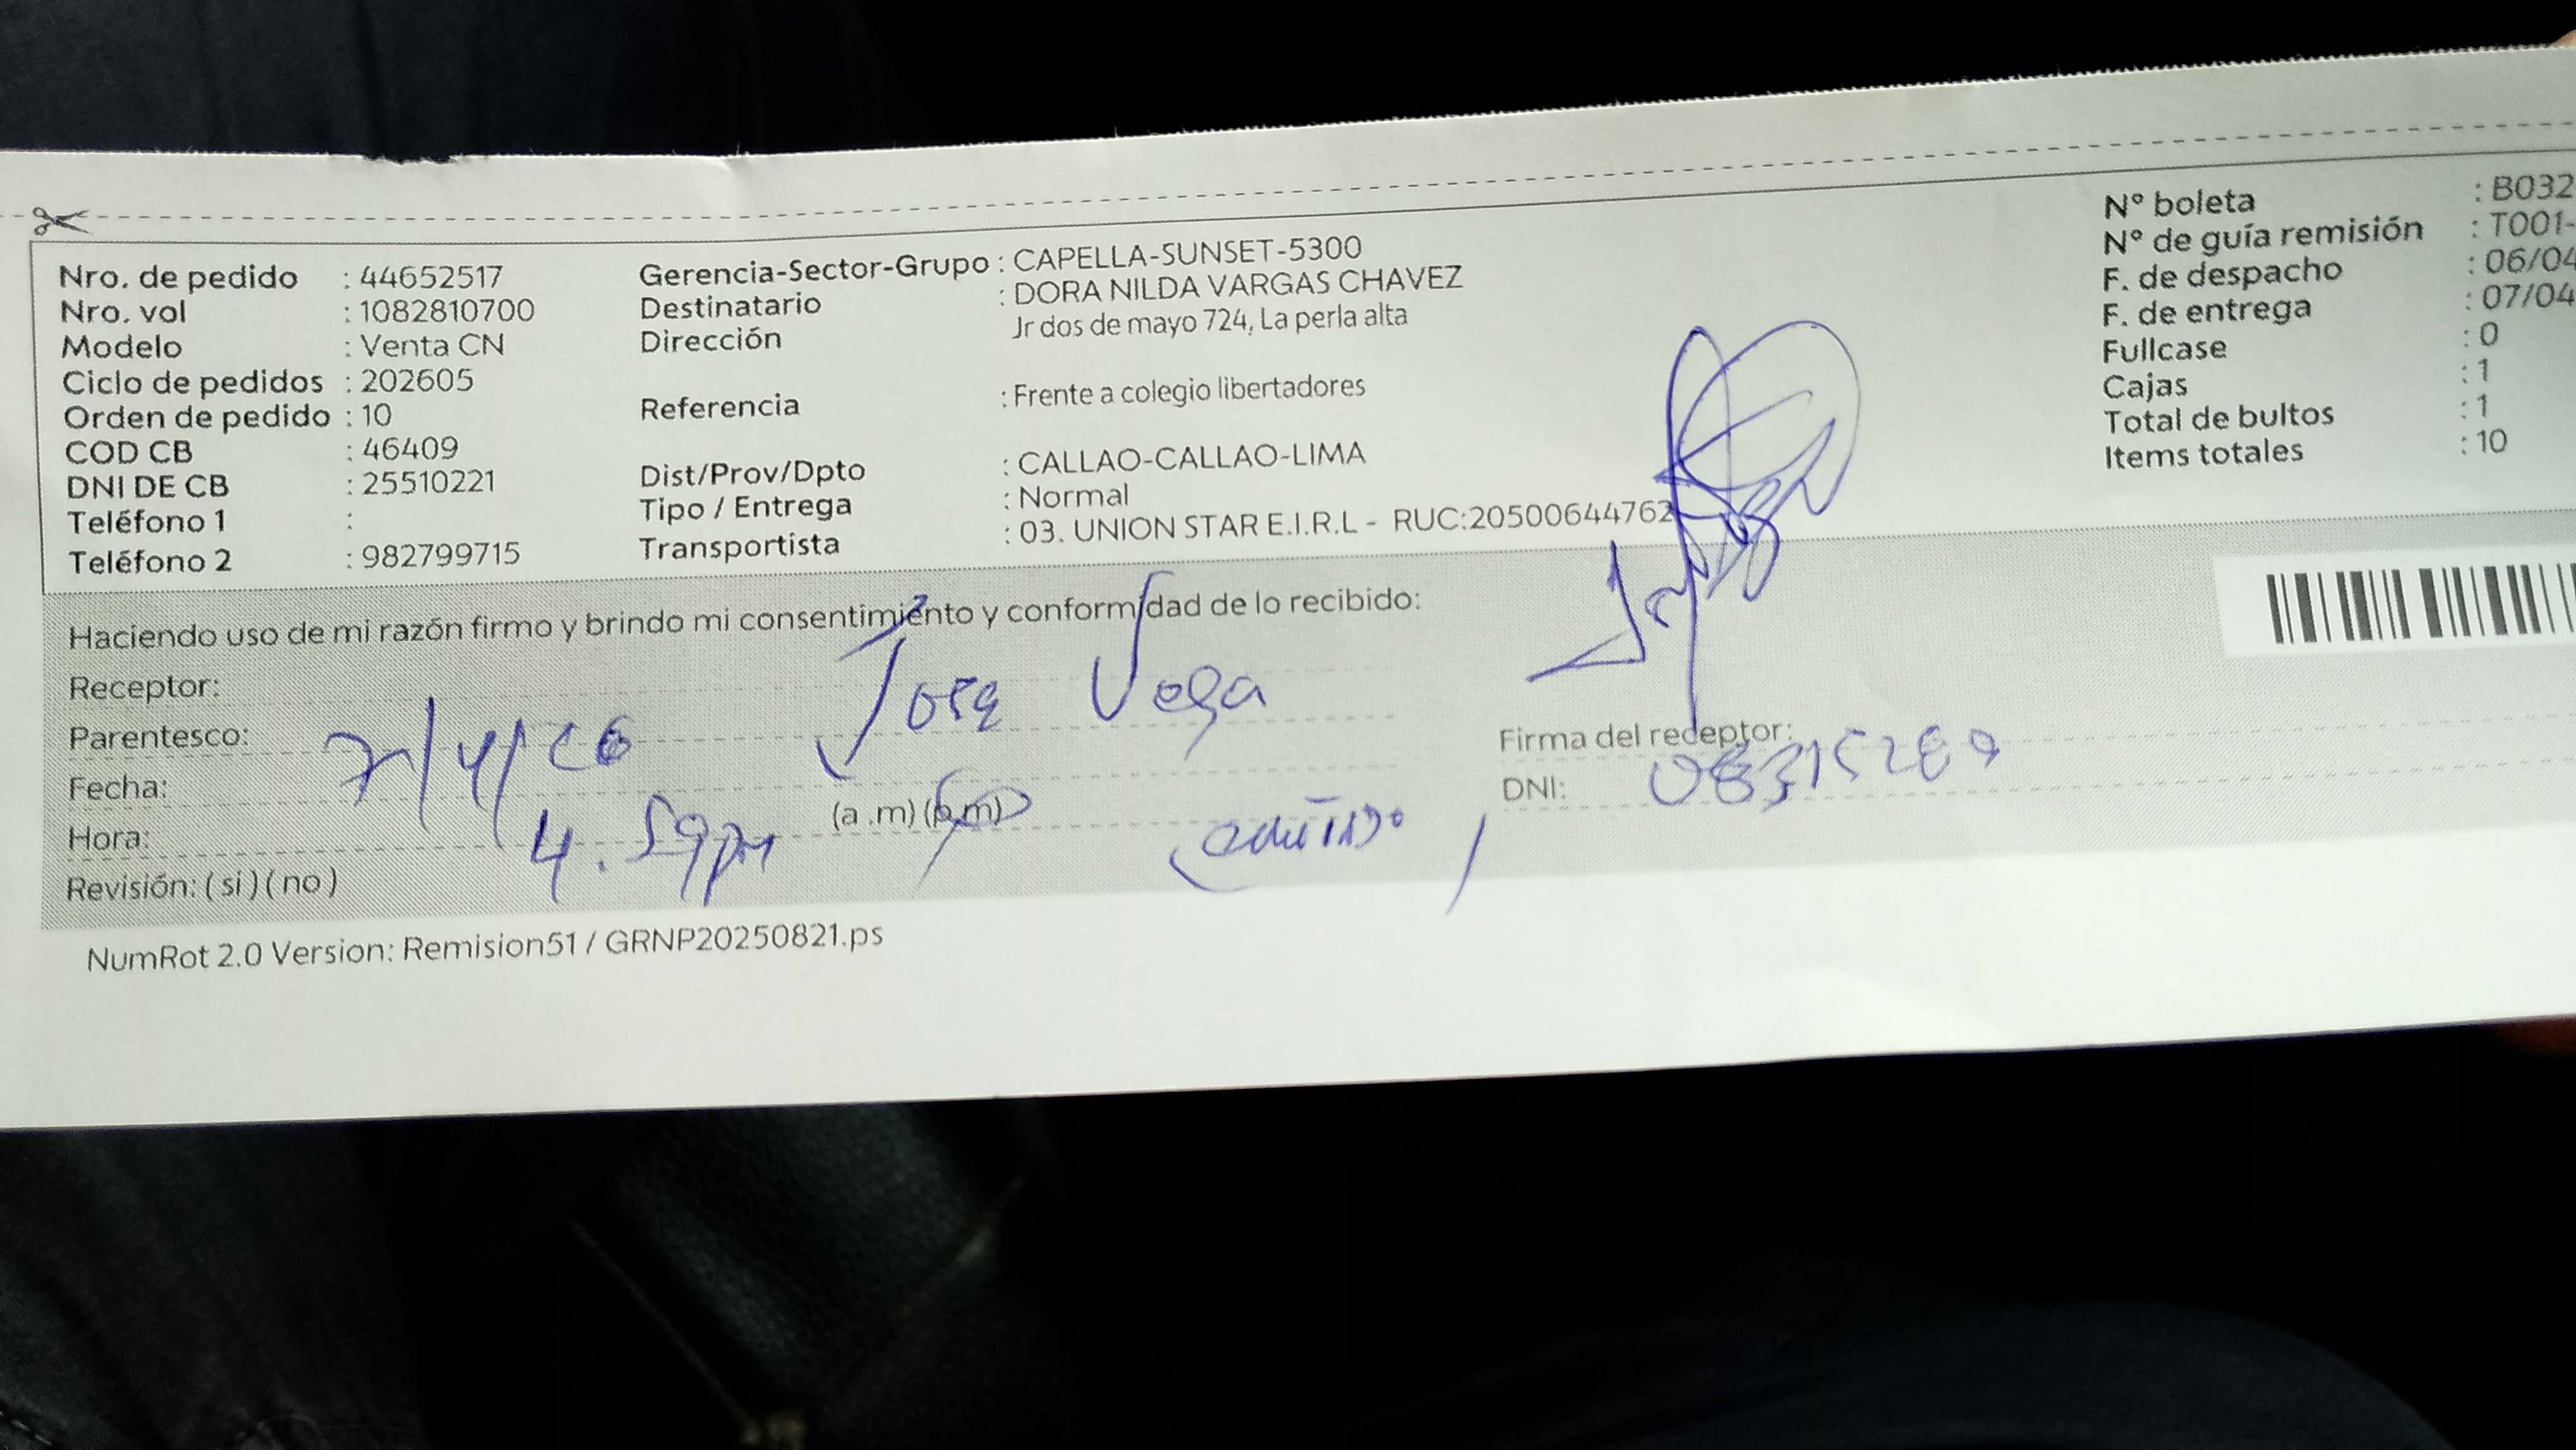 Nro. de pedido : 44652517
Nro. vol : 1082810700
Modelo : Venta CN
Ciclo de pedidos : 202605
Orden de pedido : 10
COD CB : 46409
DNI DE CB : 25510221
Teléfono 1 :
Teléfono 2 : 982799715
Gerencia-Sector-Grupo : CAPELLA-SUNSET-5300
Destinatario : DORA NILDA VARGAS CHAVEZ
Dirección Jr dos de mayo 724, La perla alta
Referencia : Frente a colegio libertadores
Dist/Prov/Dpto : CALLAO-CALLAO-LIMA
Tipo / Entrega : Normal
Transportista : 03. UNION STAR E.I.R.L - RUC:20500644762
N° boleta : B032
N° de guía remisión : T001-
F. de despacho : 06/04
F. de entrega : 07/04
Fullcase : 0
Cajas : 1
Total de bultos : 1
Items totales : 10
Haciendo uso de mi razón firmo y brindo mi consentimiento y conformidad de lo recibido:
Receptor: Jose Vega
Parentesco:
Fecha: 7/4/26
Hora: 4.59pm (a.m) (p.m)
Revisión: ( si ) ( no )
Firma del receptor:
DNI:
NumRot 2.0 Version: Remision51 / GRNP20250821.ps